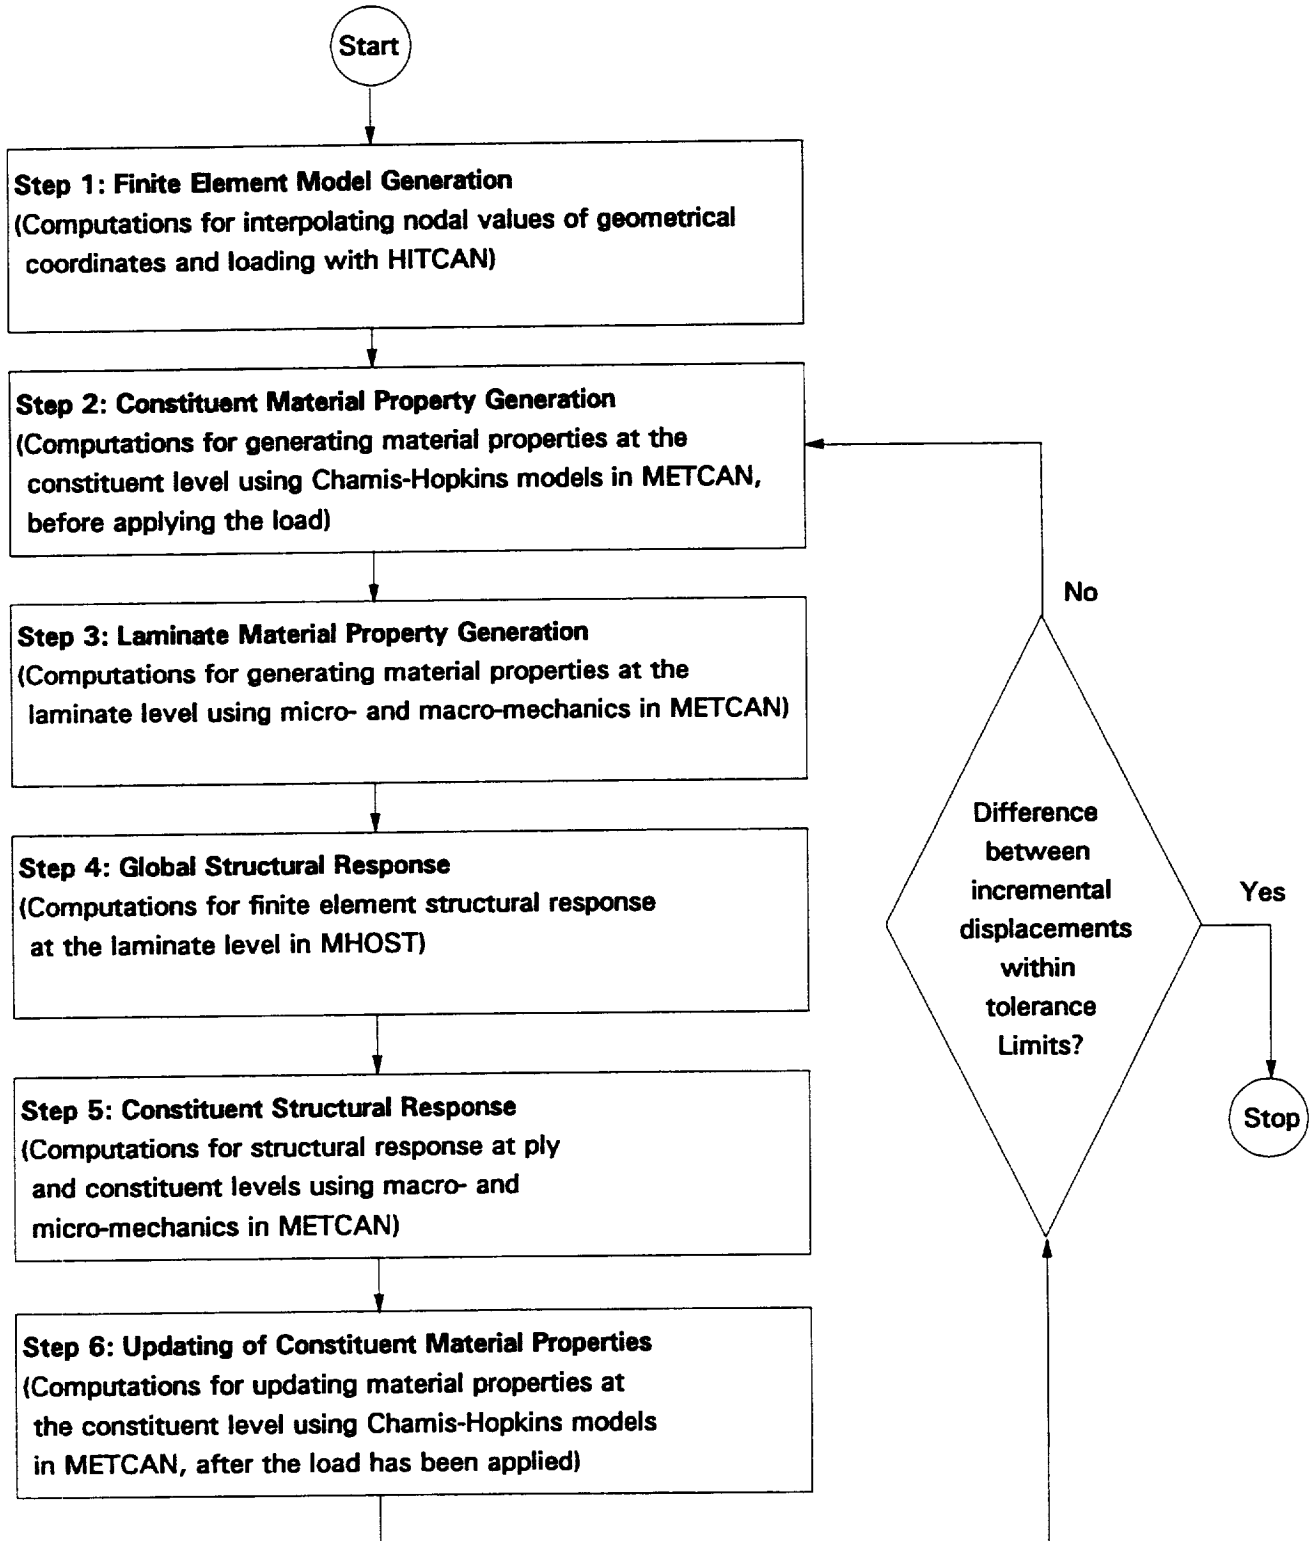 Start
Step 1: Finite Element Model Generation
(Computations for interpolating nodal values of geometrical
coordinates and loading with HITCAN)
Step 2: Constituent Material Property Generation
(Computations for generating material properties at the
constituent level using Chamis-Hopkins models in METCAN,
before applying the load)
Step 3: Laminate Material Property Generation
(Computations for generating material properties at the
laminate level using micro- and macro-mechanics in METCAN)
Step 4: Global Structural Response
(Computations for finite element structural response
at the laminate level in MHOST)
Step 5: Constituent Structural Response
(Computations for structural response at ply
and constituent levels using macro- and
micro-mechanics in METCAN)
Step 6: Updating of Constituent Material Properties
(Computations for updating material properties at
the constituent level using Chamis-Hopkins models
in METCAN, after the load has been applied)
No
Difference
between
incremental
displacements
within
tolerance
Limits?
Yes
Stop